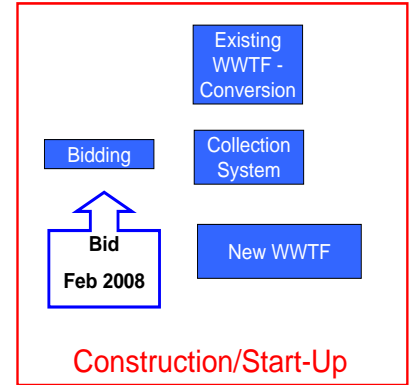 Existing
WWTF -
Conversion
Bidding
Collection
System
Bid
Feb 2008
New WWTF
Construction/Start-Up